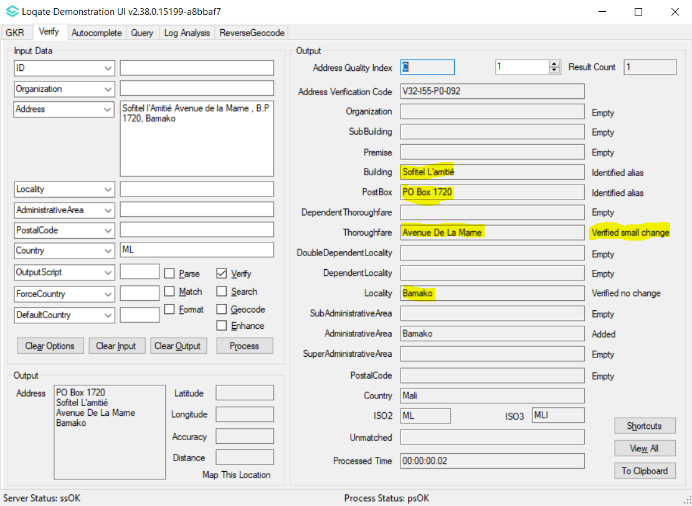 Loqate Demonstration UI v2.38.0.15199-a8bbaf7
GKR Verify Autocomplete Query Log Analysis ReverseGeocode
Input Data
ID
Organization
Address Sofitel l'Amitié Avenue de la Marne , B.P
1720, Bamako
Locality
AdministrativeArea
PostalCode
Country ML
OutputScript Parse Verify
ForceCountry Match Search
DefaultCountry Format Geocode
Enhance
Clear Options Clear Input Clear Output Process
Output
Address PO Box 1720
Sofitel L'amitié
Avenue De La Marne
Bamako
Latitude
Longitude
Accuracy
Distance
Map This Location
Output
Address Quality Index 1 Result Count 1
Address Verification Code V32-I55-P0-092
Organization Empty
SubBuilding Empty
Premise Empty
Building Sofitel L'amitié Identified alias
PostBox PO Box 1720 Identified alias
DependentThoroughfare Empty
Thoroughfare Avenue De La Marne Verified small change
DoubleDependentLocality Empty
DependentLocality Empty
Locality Bamako Verified no change
SubAdministrativeArea Empty
AdministrativeArea Bamako Added
SuperAdministrativeArea Empty
PostalCode Empty
Country Mali
ISO2 ML ISO3 MLI
Unmatched
Processed Time 00:00:00.02
Shortcuts
View All
To Clipboard
Server Status: ssOK Process Status: psOK